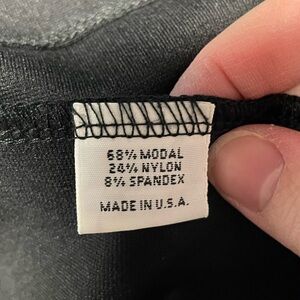 68% MODAL
24% NYLON
8% SPANDEX
MADE IN U.S.A.